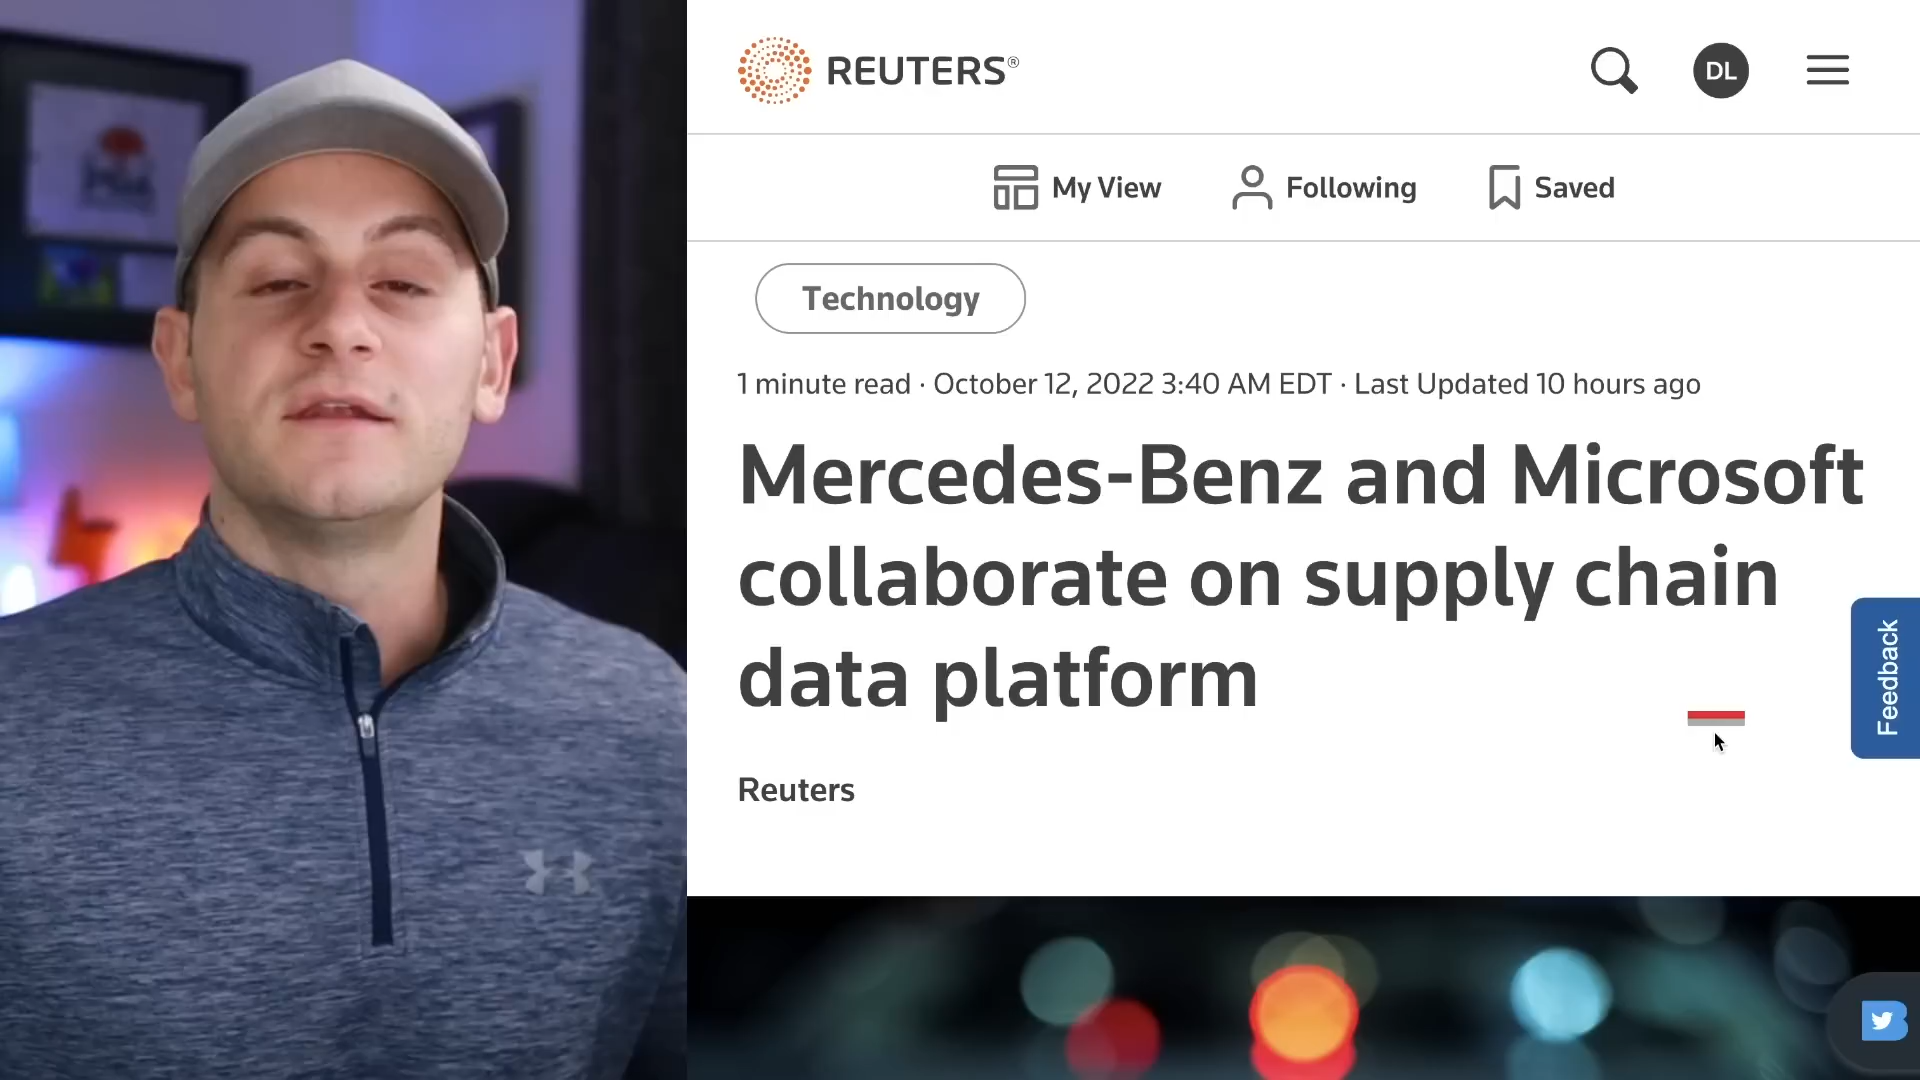 REUTERS®
DL
My View
Following
Saved
Technology
1 minute read · October 12, 2022 3:40 AM EDT · Last Updated 10 hours ago
Mercedes-Benz and Microsoft
collaborate on supply chain
data platform
Feedback
Reuters